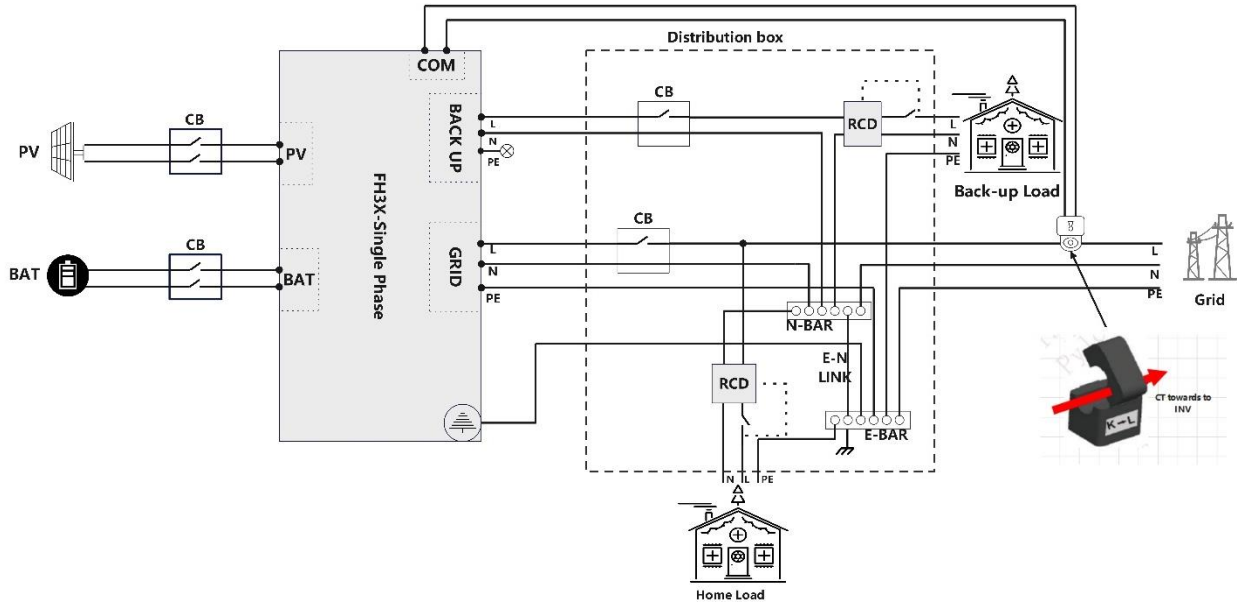 Distribution box
COM
CB
CB
BACK UP
L
N
PE
RCD
L
N
PE
PV
PV
Back-up Load
FH3X-Single Phase
CB
CB
GRID
L
N
PE
L
N
PE
Grid
BAT
BAT
N-BAR
E-N
LINK
RCD
CT towards to
INV
K→L
E-BAR
N
L
PE
Home Load